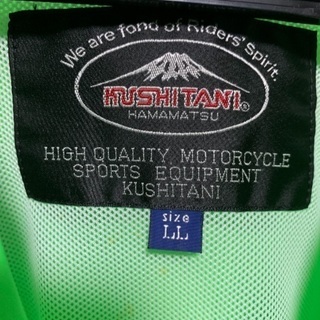 We are fond of Riders' Spirit.
KUSHITANI®
HAMAMATSU
HIGH QUALITY MOTORCYCLE
SPORTS EQUIPMENT
KUSHITANI
size
LL